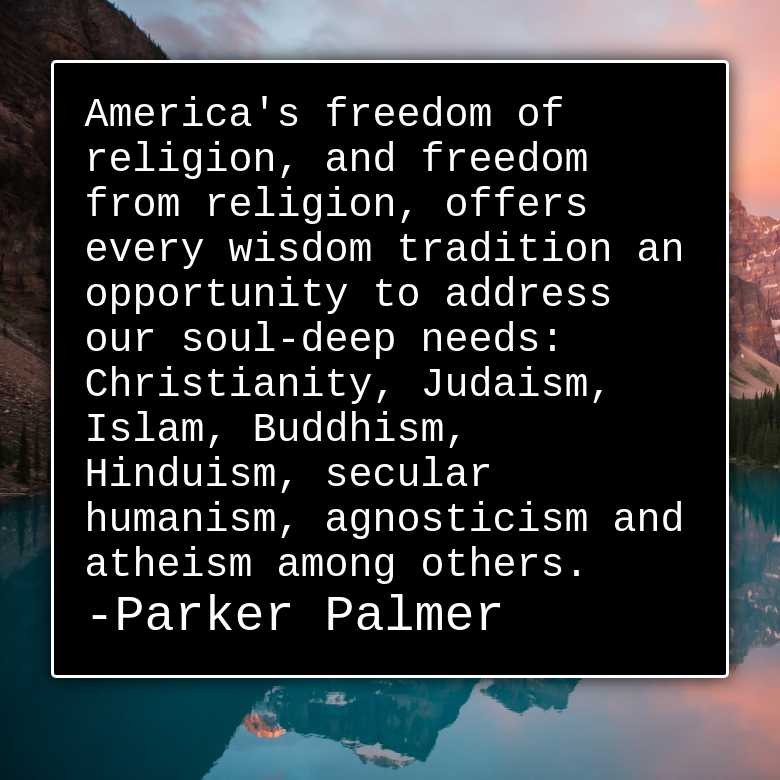 America's freedom of
religion, and freedom
from religion, offers
every wisdom tradition an
opportunity to address
our soul-deep needs:
Christianity, Judaism,
Islam, Buddhism,
Hinduism, secular
humanism, agnosticism and
atheism among others.
-Parker Palmer